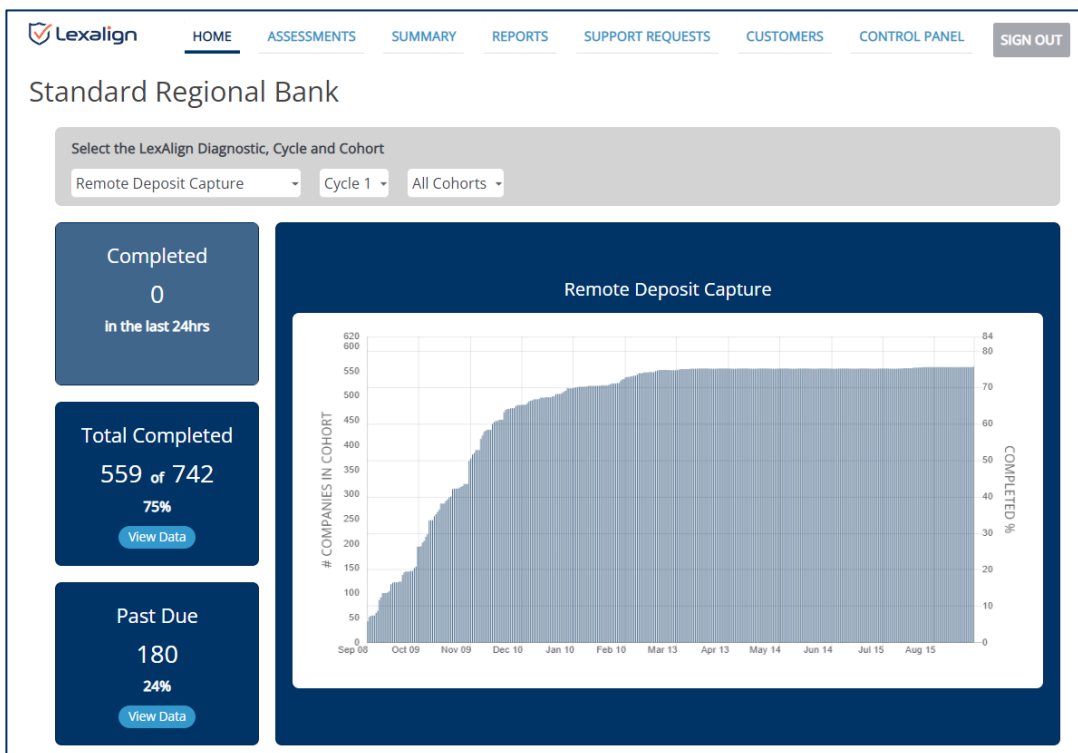 Lexalign HOME ASSESSMENTS SUMMARY REPORTS SUPPORT REQUESTS CUSTOMERS CONTROL PANEL SIGN OUT
Standard Regional Bank
Select the LexAlign Diagnostic, Cycle and Cohort
Remote Deposit Capture Cycle 1 All Cohorts
Completed
0
in the last 24hrs
Total Completed
559 of 742
75%
View Data
Past Due
180
24%
View Data
Remote Deposit Capture
# COMPANIES IN COHORT
620
600
550
500
450
400
350
300
250
200
150
100
50
0
84
80
70
60
50
40
30
20
10
0
COMPLETED %
Sep 08 Oct 09 Nov 09 Dec 10 Jan 10 Feb 10 Mar 13 Apr 13 May 14 Jun 14 Jul 15 Aug 15